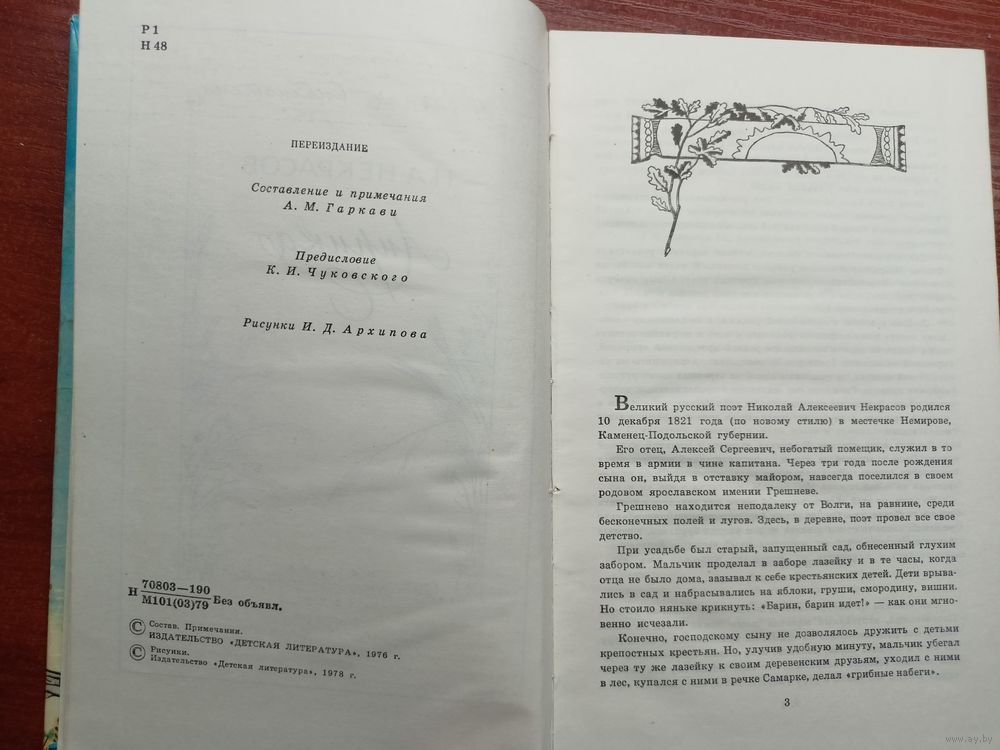 Р 1
Н 48
ПЕРЕИЗДАНИЕ
Составление и примечания
А. М. Гаркави
Предисловие
К. И. Чуковского
Рисунки И. Д. Архипова
Н 70803—190
М101(03)79 Без объявл.
© Состав. Примечания.
ИЗДАТЕЛЬСТВО «ДЕТСКАЯ ЛИТЕРАТУРА», 1976 г.
© Рисунки.
Издательство «Детская литература», 1978 г.
Великий русский поэт Николай Алексеевич Некрасов родился
10 декабря 1821 года (по новому стилю) в местечке Немирове,
Каменец-Подольской губернии.
Его отец, Алексей Сергеевич, небогатый помещик, служил в то
время в армии в чине капитана. Через три года после рождения
сына он, выйдя в отставку майором, навсегда поселился в своем
родовом ярославском имении Грешневе.
Грешнево находится неподалеку от Волги, на равнине, среди
бесконечных полей и лугов. Здесь, в деревне, поэт провел все свое
детство.
При усадьбе был старый, запущенный сад, обнесенный глухим
забором. Мальчик проделал в заборе лазейку и в те часы, когда
отца не было дома, зазывал к себе крестьянских детей. Дети врыва-
лись в сад и набрасывались на яблоки, груши, смородину, вишни.
Но стоило няньке крикнуть: «Барин, барин идет!» — как они мгно-
венно исчезали.
Конечно, господскому сыну не дозволялось дружить с детьми
крепостных крестьян. Но, улучив удобную минуту, мальчик убегал
через ту же лазейку к своим деревенским друзьям, уходил с ними
в лес, купался с ними в речке Самарке, делал «грибные набеги».
3
www.ay.by